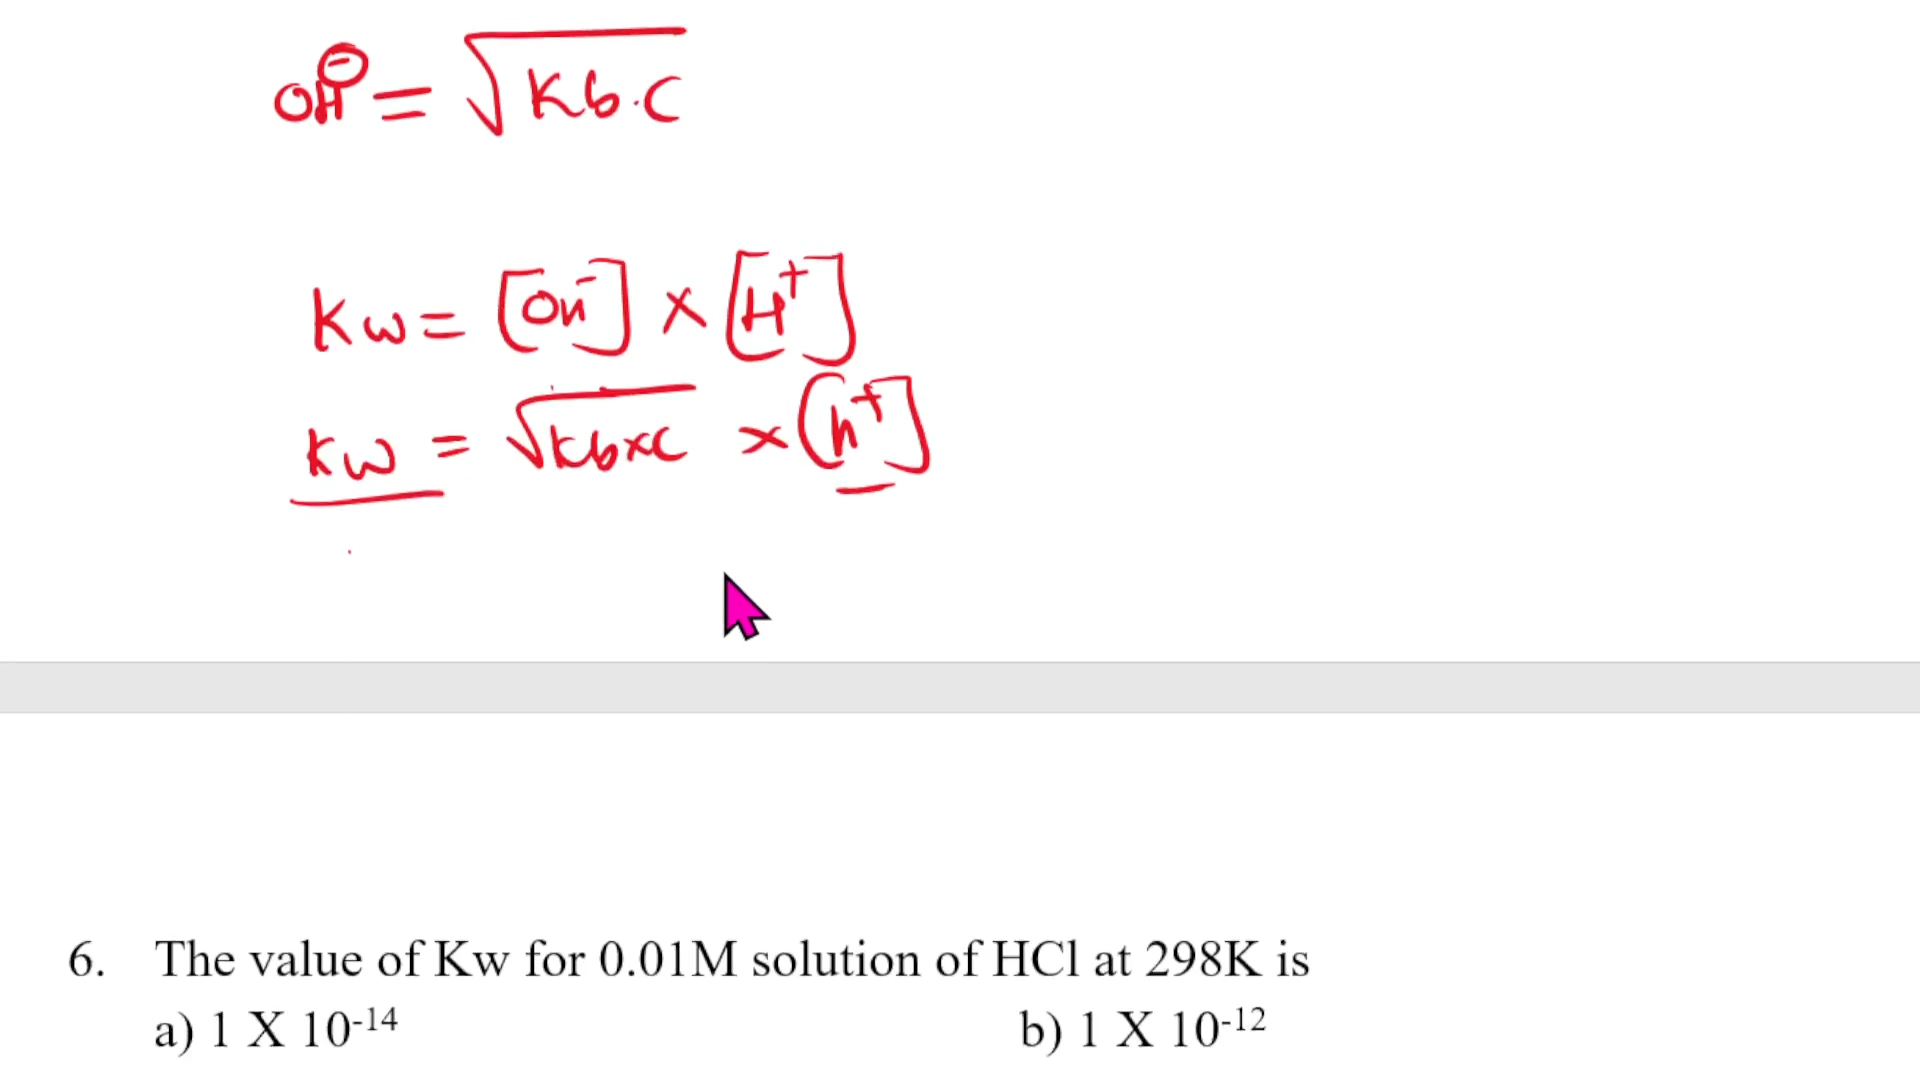 OH⊖ = √Kb.C
Kw = [OH⁻] × [H⁺]
Kw = √Kb×C × [H⁺]
6. The value of Kw for 0.01M solution of HCl at 298K is
a) 1 X 10⁻¹⁴ b) 1 X 10⁻¹²